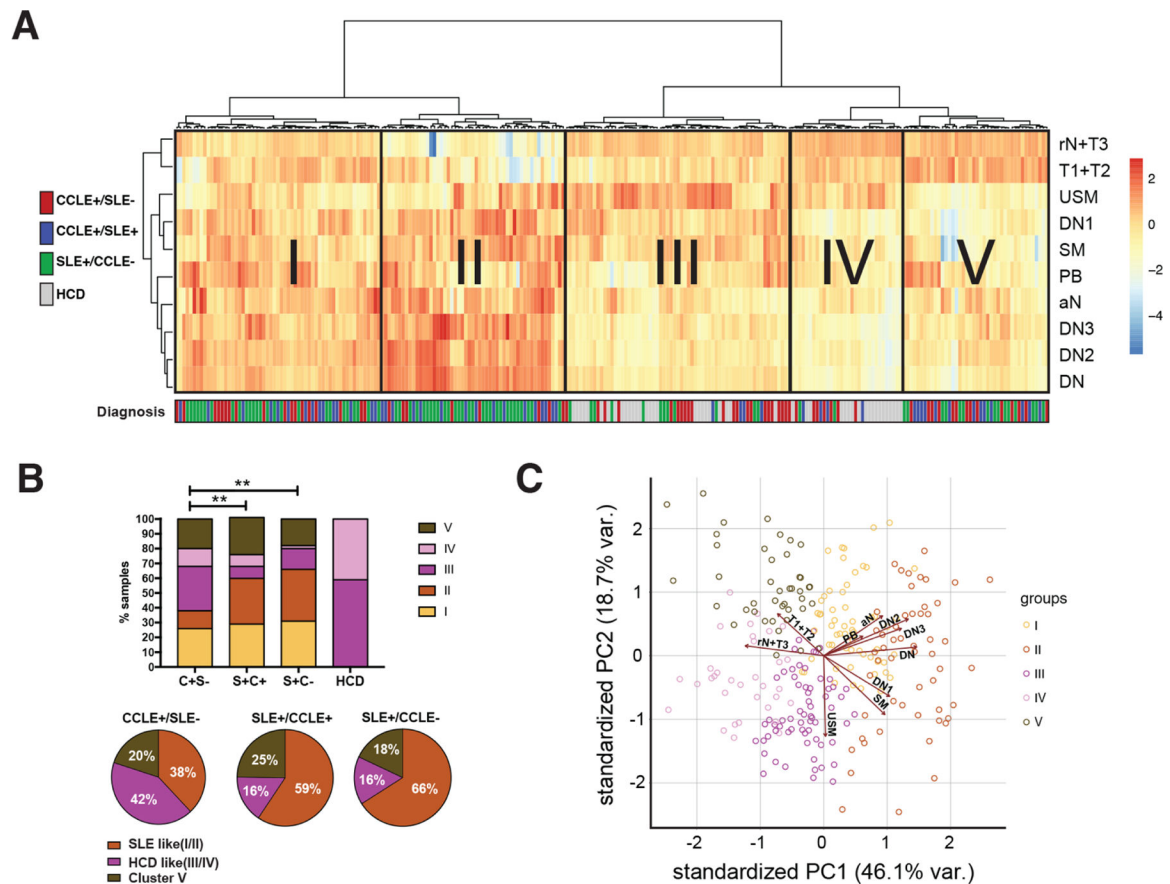 A
I
II
III
IV
V
rN+T3
T1+T2
USM
DN1
SM
PB
aN
DN3
DN2
DN
CCLE+/SLE-
CCLE+/SLE+
SLE+/CCLE-
HCD
2
0
−2
−4
Diagnosis
B
**
**
% samples
100
90
80
70
60
50
40
30
20
10
0
C+S-
S+C+
S+C-
HCD
V
IV
III
II
I
CCLE+/SLE-
SLE+/CCLE+
SLE+/CCLE-
20%
38%
42%
25%
16%
59%
18%
16%
66%
SLE like(I/II)
HCD like(III/IV)
Cluster V
C
standardized PC2 (18.7% var.)
2
1
0
-1
-2
T1+T2
rN+T3
PB
aN
DN2
DN3
DN
DN1
SM
USM
-2
-1
0
1
2
standardized PC1 (46.1% var.)
groups
I
II
III
IV
V